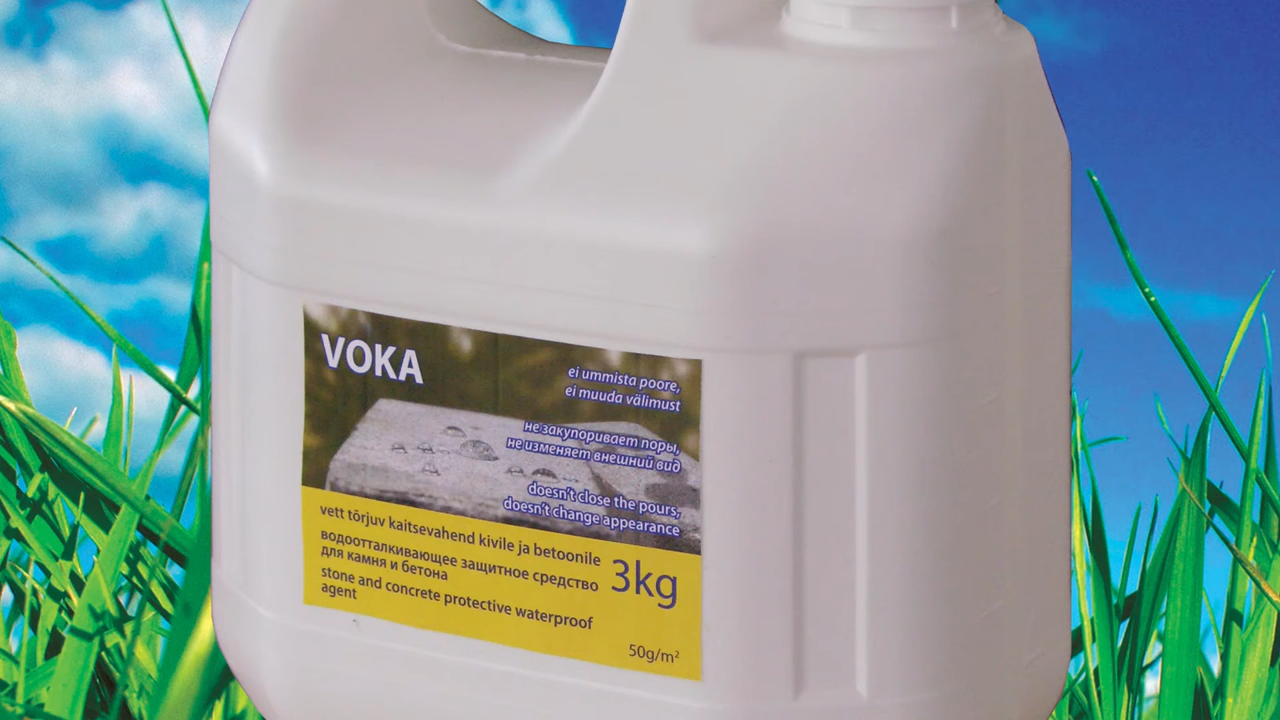 VOKA
ei ummista poore,
ei muuda välimust
не закупоривает поры,
не изменяет внешний вид
doesn't close the pours,
doesn't change appearance
vett tõrjuv kaitsevahend kivile ja betoonile
водоотталкивающее защитное средство
для камня и бетона
3kg
stone and concrete protective waterproof
agent
50g/m²